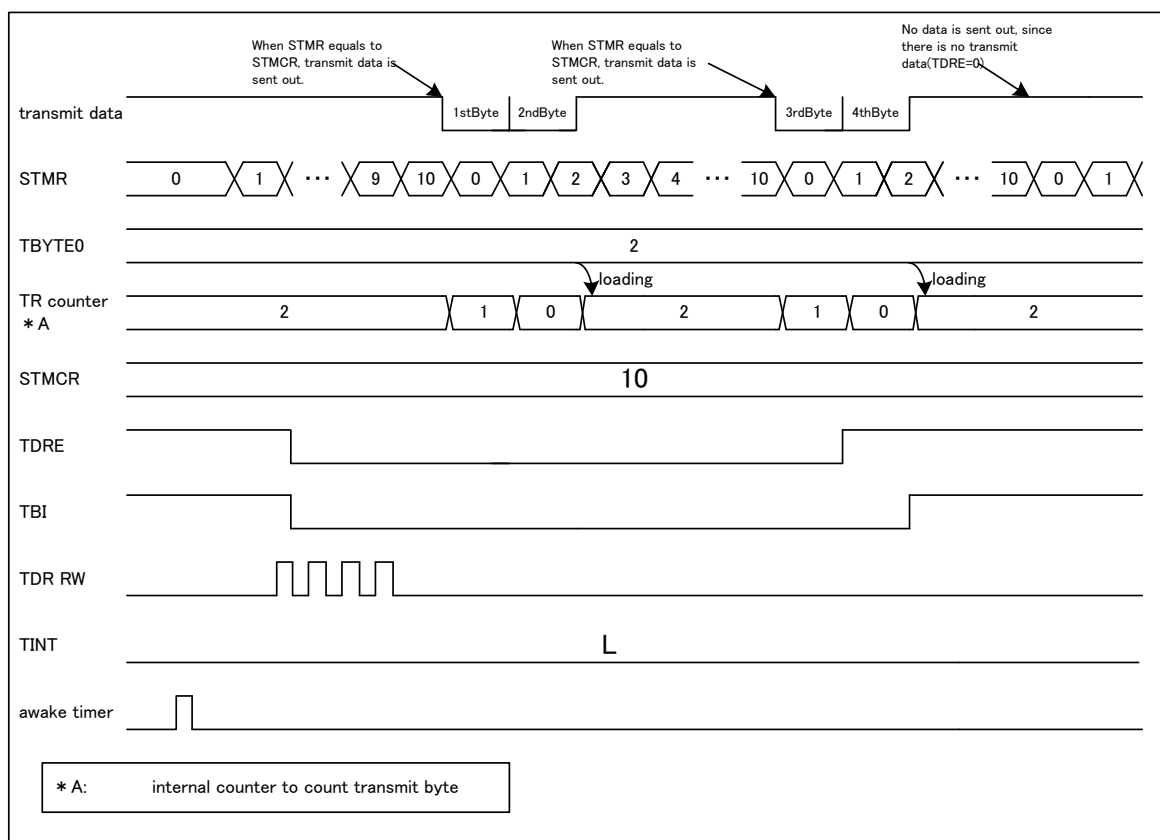 When STMR equals to
STMCR, transmit data is
sent out.
When STMR equals to
STMCR, transmit data is
sent out.
No data is sent out, since
there is no transmit
data(TDRE=0)
transmit data
1stByte 2ndByte 3rdByte 4thByte
STMR 0 1 ··· 9 10 0 1 2 3 4 ··· 10 0 1 2 ··· 10 0 1
TBYTE0 2
loading loading
TR counter
*A
2 1 0 2 1 0 2
STMCR 10
TDRE
TBI
TDR RW
TINT L
awake timer
*A: internal counter to count transmit byte